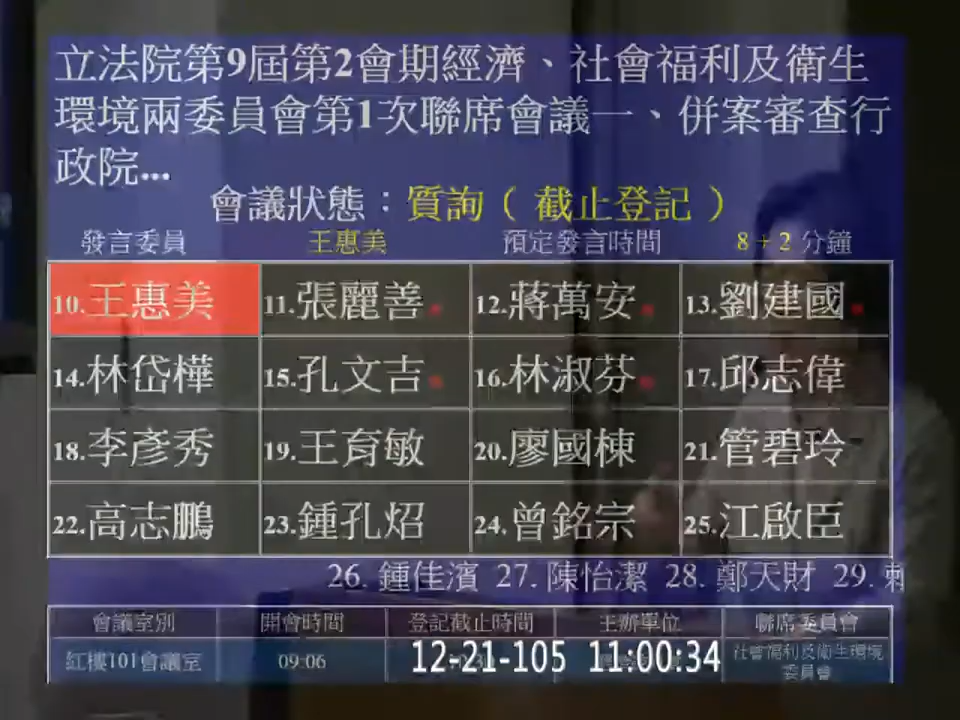 立法院第9屆第2會期經濟、社會福利及衛生
環境兩委員會第1次聯席會議一、併案審查行
政院...
會議狀態：質詢（截止登記）
發言委員 王惠美 預定發言時間 8 + 2 分鐘
10.王惠美 11.張麗善 12.蔣萬安 13.劉建國
14.林岱樺 15.孔文吉 16.林淑芬 17.邱志偉
18.李彥秀 19.王育敏 20.廖國棟 21.管碧玲
22.高志鵬 23.鍾孔炤 24.曾銘宗 25.江啟臣
26. 鍾佳濱 27. 陳怡潔 28. 鄭天財 29.
會議室別 開會時間 登記截止時間 主辦單位 聯席委員會
紅樓101會議室 09:06 12-21-105 11:00:34 社會福利及衛生環境
委員會